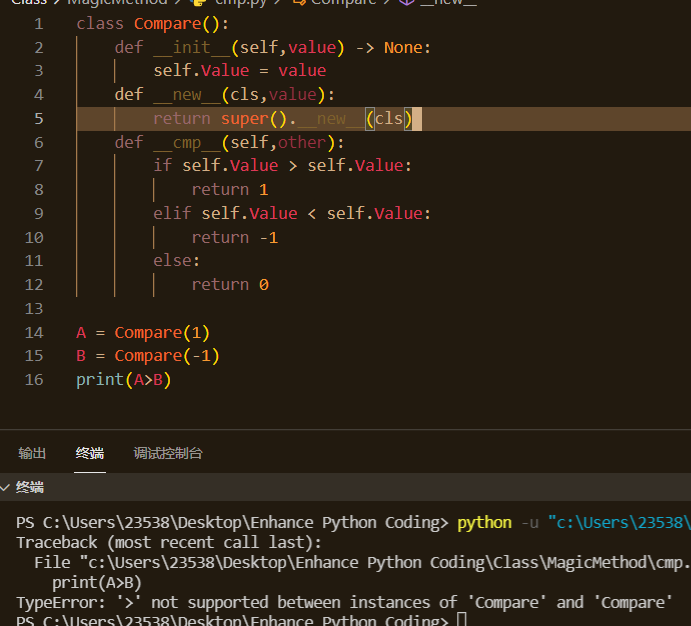 Class > MagicMethod > cmp.py > Compare > __new__
1 class Compare():
2 def __init__(self,value) -> None:
3 self.Value = value
4 def __new__(cls,value):
5 return super().__new__(cls)
6 def __cmp__(self,other):
7 if self.Value > self.Value:
8 return 1
9 elif self.Value < self.Value:
10 return -1
11 else:
12 return 0
13
14 A = Compare(1)
15 B = Compare(-1)
16 print(A>B)
输出 终端 调试控制台
终端
PS C:\Users\23538\Desktop\Enhance Python Coding> python -u "c:\Users\23538\
Traceback (most recent call last):
File "c:\Users\23538\Desktop\Enhance Python Coding\Class\MagicMethod\cmp.
print(A>B)
TypeError: '>' not supported between instances of 'Compare' and 'Compare'
PS C:\Users\23538\Desktop\Enhance Python Coding>